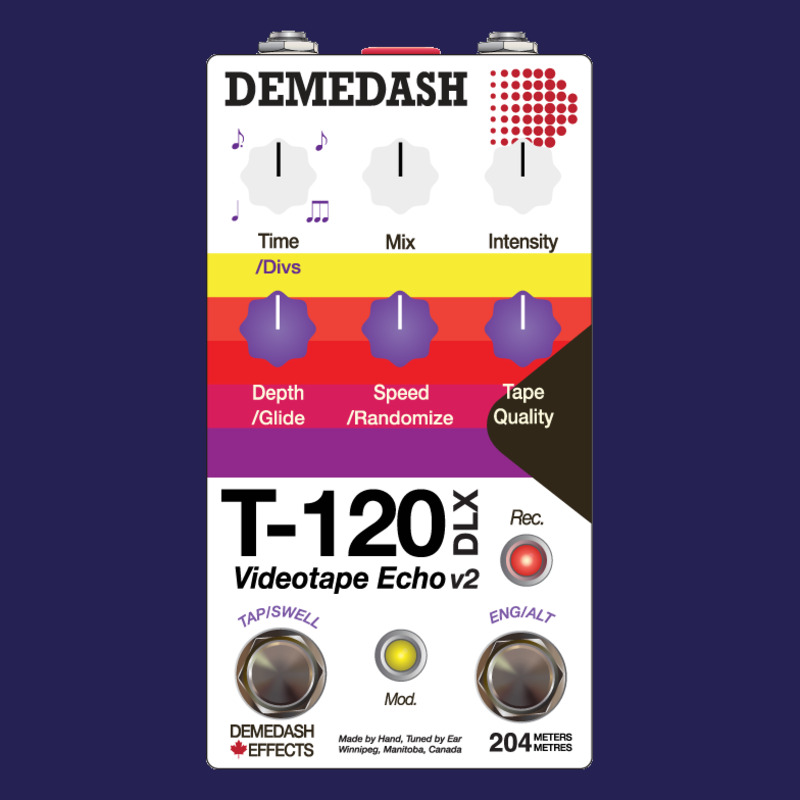 DEMEDASH
Time
/Divs
Mix
Intensity
Depth
/Glide
Speed
/Randomize
Tape
Quality
T-120 DLX
Videotape Echo v2
Rec.
TAP/SWELL
ENG/ALT
Mod.
DEMEDASH
EFFECTS
Made by Hand, Tuned by Ear
Winnipeg, Manitoba, Canada
204 METERS
METRES